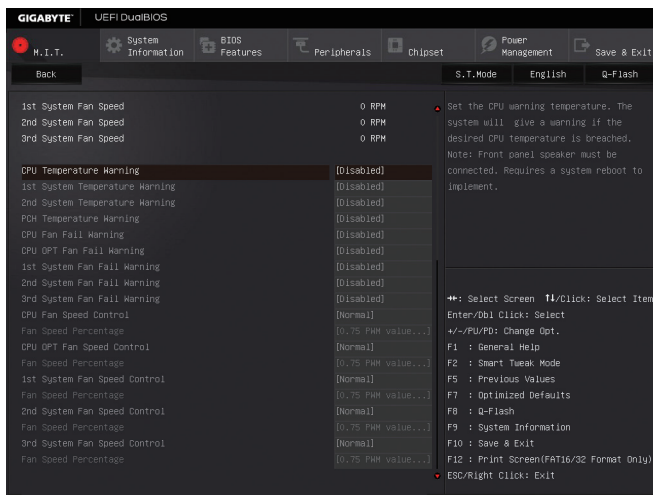 GIGABYTE™ UEFI DualBIOS
M.I.T. System Information BIOS Features Peripherals Chipset Power Management Save & Exit
Back S.T.Mode English Q-Flash
1st System Fan Speed 0 RPM
2nd System Fan Speed 0 RPM
3rd System Fan Speed 0 RPM
CPU Temperature Warning [Disabled]
1st System Temperature Warning [Disabled]
2nd System Temperature Warning [Disabled]
PCH Temperature Warning [Disabled]
CPU Fan Fail Warning [Disabled]
CPU OPT Fan Fail Warning [Disabled]
1st System Fan Fail Warning [Disabled]
2nd System Fan Fail Warning [Disabled]
3rd System Fan Fail Warning [Disabled]
CPU Fan Speed Control [Normal]
Fan Speed Percentage [0.75 PWM value...]
CPU OPT Fan Speed Control [Normal]
Fan Speed Percentage [0.75 PWM value...]
1st System Fan Speed Control [Normal]
Fan Speed Percentage [0.75 PWM value...]
2nd System Fan Speed Control [Normal]
Fan Speed Percentage [0.75 PWM value...]
3rd System Fan Speed Control [Normal]
Fan Speed Percentage [0.75 PWM value...]
Set the CPU warning temperature. The
system will give a warning if the
desired CPU temperature is breached.
Note: Front panel speaker must be
connected. Requires a system reboot to
implement.
→←: Select Screen ↑↓/Click: Select Item
Enter/Dbl Click: Select
+/-/PU/PD: Change Opt.
F1 : General Help
F2 : Smart Tweak Mode
F5 : Previous Values
F7 : Optimized Defaults
F8 : Q-Flash
F9 : System Information
F10 : Save & Exit
F12 : Print Screen(FAT16/32 Format Only)
ESC/Right Click: Exit